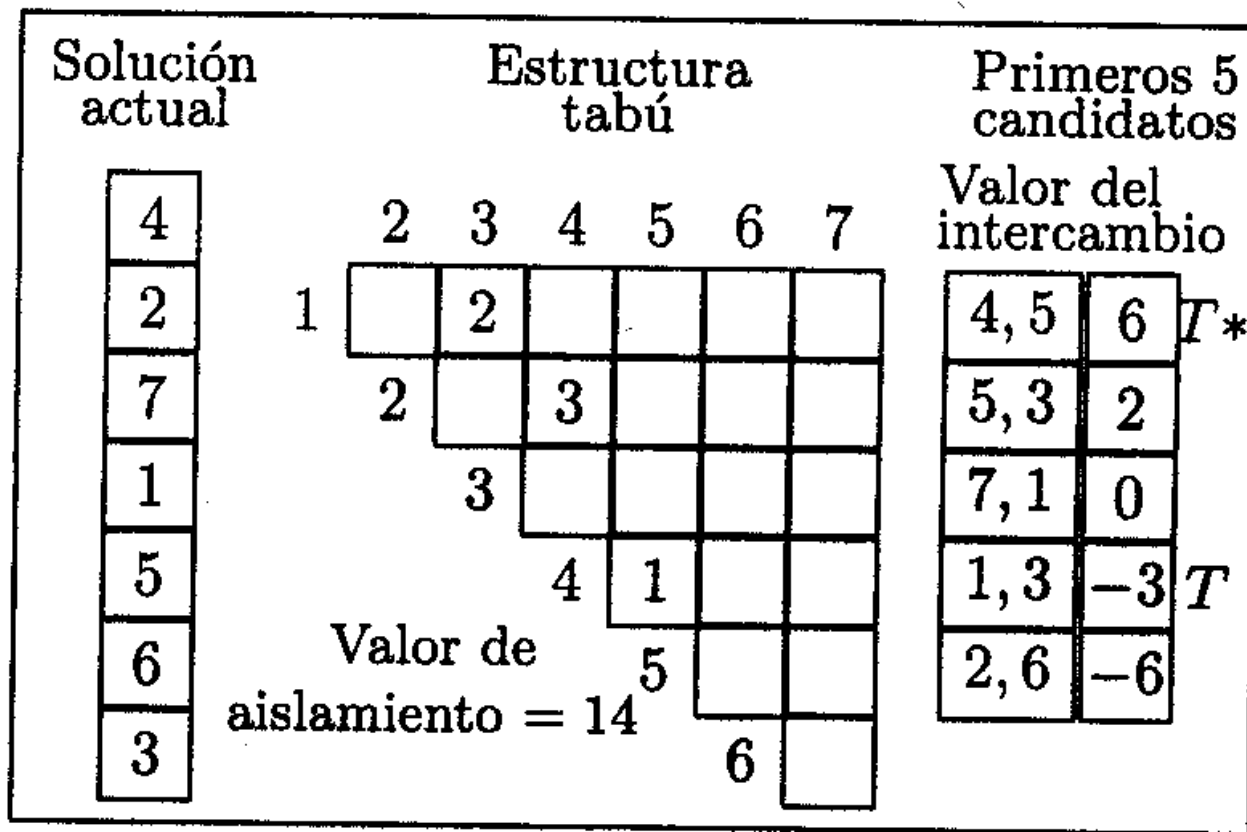 Solución
actual
Estructura
tabú
Primeros 5
candidatos
Valor del
intercambio
4
2
7
1
5
6
3
2 3 4 5 6 7
1 2
2 3
3
4 1
5
6
Valor de
aislamiento = 14
4, 5 6 T*
5, 3 2
7, 1 0
1, 3 −3 T
2, 6 −6